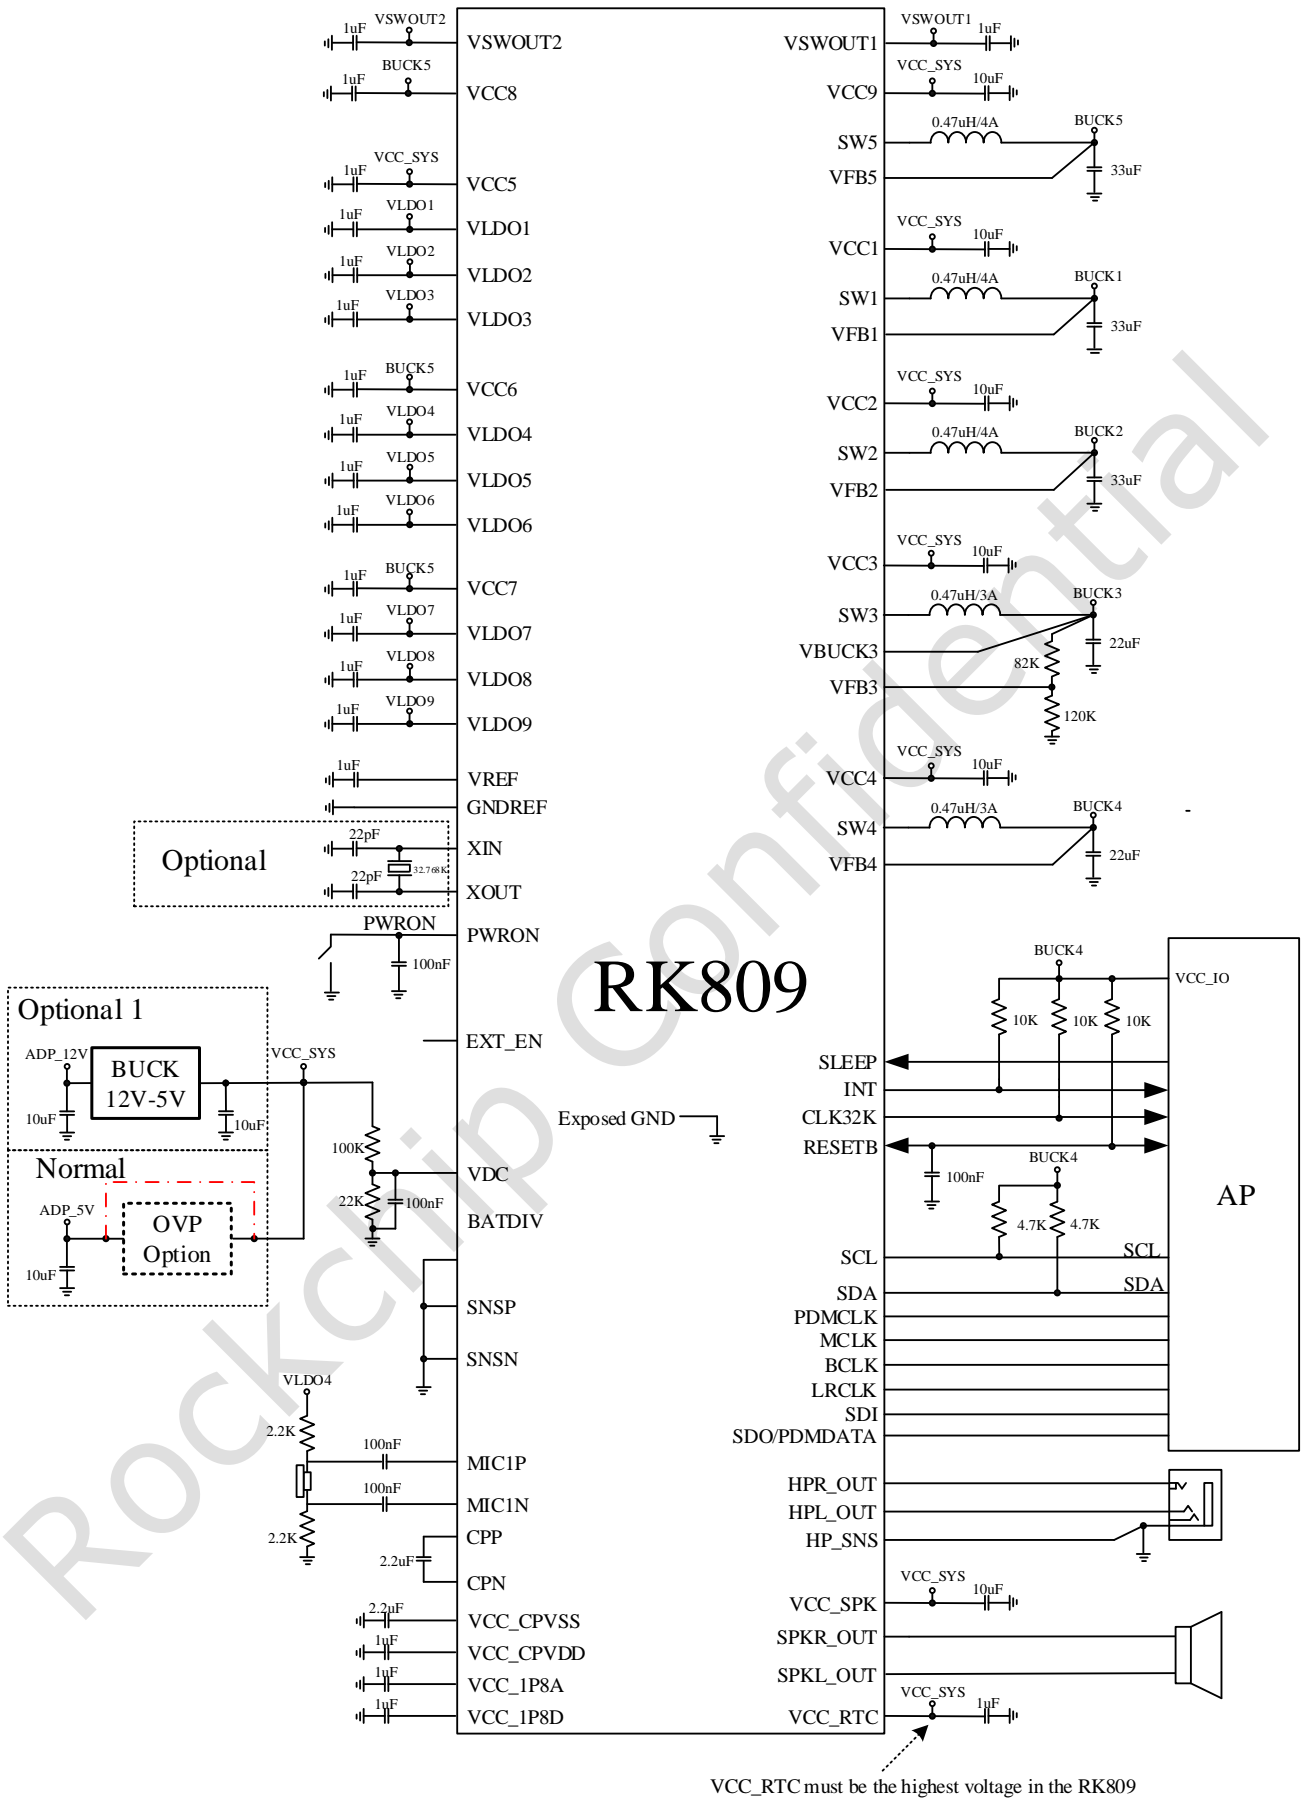 VSWOUT2
1uF
VSWOUT2
BUCK5
1uF
VCC8
VCC_SYS
1uF
VCC5
VLDO1
1uF
VLDO1
VLDO2
1uF
VLDO2
VLDO3
1uF
VLDO3
BUCK5
1uF
VCC6
VLDO4
1uF
VLDO4
VLDO5
1uF
VLDO5
VLDO6
1uF
VLDO6
BUCK5
1uF
VCC7
VLDO7
1uF
VLDO7
VLDO8
1uF
VLDO8
VLDO9
1uF
VLDO9
1uF
VREF
GNDREF
Optional
22pF
XIN
32.768K
22pF
XOUT
PWRON
PWRON
100nF
EXT_EN
Optional 1
ADP_12V
BUCK
12V-5V
VCC_SYS
10uF
10uF
100K
Normal
VDC
22K
100nF
ADP_5V
OVP
Option
10uF
BATDIV
SNSP
SNSN
VLDO4
2.2K
100nF
MIC1P
100nF
MIC1N
2.2K
CPP
2.2uF
CPN
2.2uF
VCC_CPVSS
1uF
VCC_CPVDD
1uF
VCC_1P8A
1uF
VCC_1P8D
RK809
Exposed GND
VSWOUT1
VSWOUT1
1uF
VCC_SYS
VCC9
10uF
SW5
0.47uH/4A
BUCK5
VFB5
33uF
VCC_SYS
VCC1
10uF
SW1
0.47uH/4A
BUCK1
VFB1
33uF
VCC_SYS
VCC2
10uF
SW2
0.47uH/4A
BUCK2
VFB2
33uF
VCC_SYS
VCC3
10uF
SW3
0.47uH/3A
BUCK3
VBUCK3
22uF
82K
VFB3
120K
VCC_SYS
VCC4
10uF
SW4
0.47uH/3A
BUCK4
-
VFB4
22uF
BUCK4
VCC_IO
10K
10K
10K
SLEEP
INT
CLK32K
RESETB
100nF
BUCK4
4.7K
4.7K
AP
SCL
SCL
SDA
SDA
PDMCLK
MCLK
BCLK
LRCLK
SDI
SDO/PDMDATA
HPR_OUT
HPL_OUT
HP_SNS
VCC_SYS
VCC_SPK
10uF
SPKR_OUT
SPKL_OUT
VCC_SYS
VCC_RTC
1uF
VCC_RTC must be the highest voltage in the RK809
Rockchip Confidential